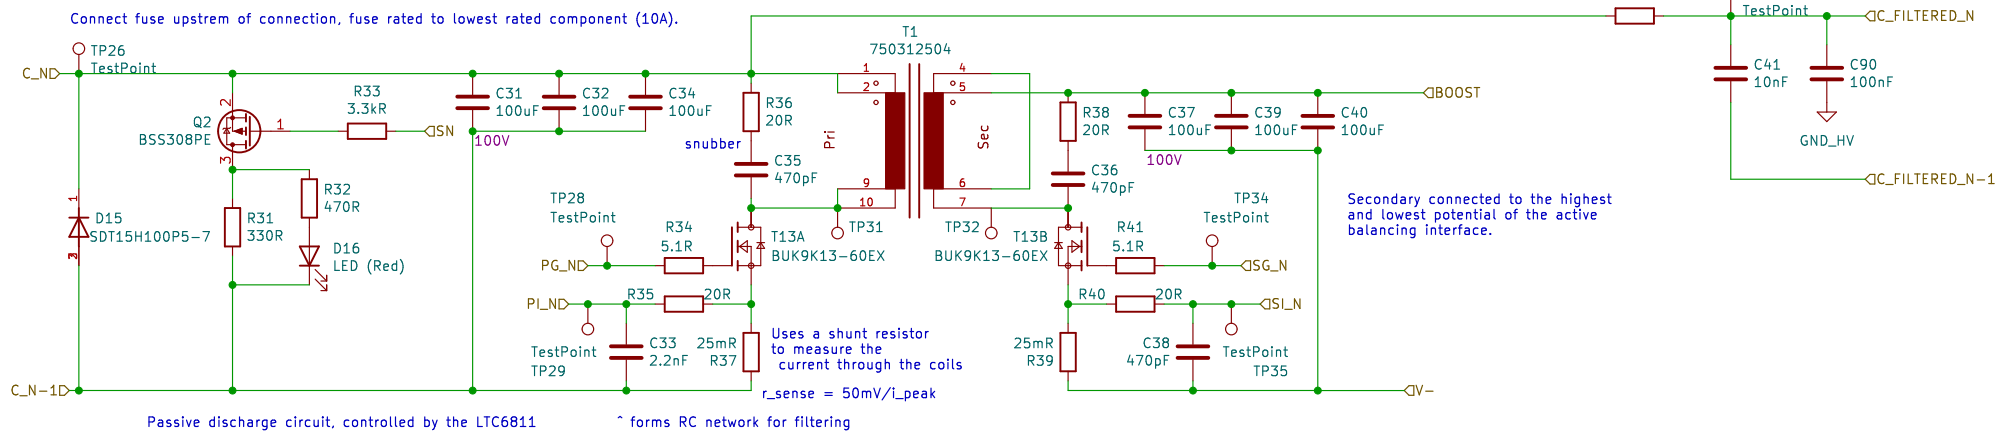 Connect fuse upstrem of connection, fuse rated to lowest rated component (10A).
TP26
TestPoint
C_N
Q2
BSS308PE
2
3
1
R33
3.3kR
SN
R32
470R
R31
330R
D16
LED (Red)
1
D15
SDT15H100P5-7
C_N-1
Passive discharge circuit, controlled by the LTC6811
C31
100uF
100V
C32
100uF
C34
100uF
R36
20R
snubber
C35
470pF
TP28
TestPoint
PG_N
R34
5.1R
T13A
BUK9K13-60EX
PI_N
R35
20R
TestPoint
TP29
C33
2.2nF
25mR
R37
Uses a shunt resistor
to measure the
current through the coils
r_sense = 50mV/i_peak
^ forms RC network for filtering
T1
750312504
1
2
9
10
Pri
Sec
4
5
6
7
TP31
TP32
R38
20R
C36
470pF
C37
100uF
100V
C39
100uF
C40
100uF
BOOST
T13B
BUK9K13-60EX
R41
5.1R
TP34
TestPoint
SG_N
R40
20R
SI_N
25mR
R39
C38
470pF
TestPoint
TP35
V-
Secondary connected to the highest
and lowest potential of the active
balancing interface.
TestPoint
C_FILTERED_N
C41
10nF
C90
100nF
GND_HV
C_FILTERED_N-1